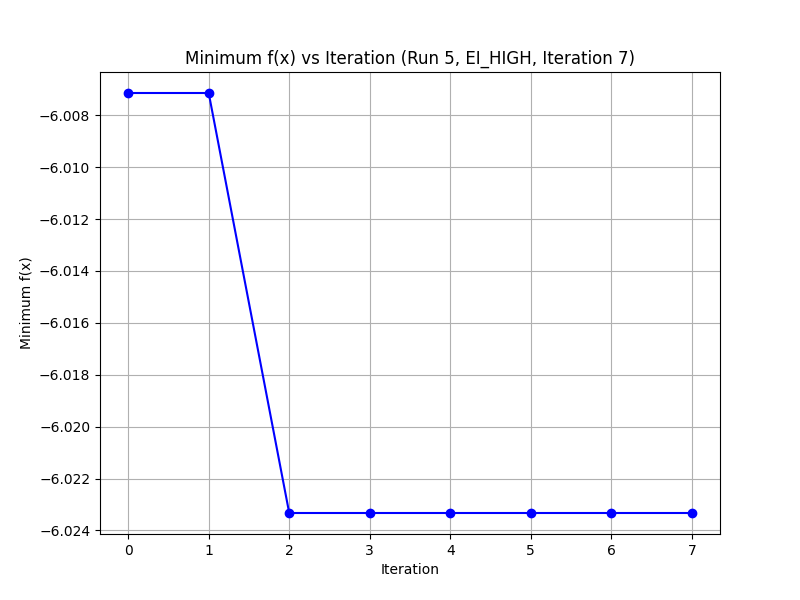 Minimum f(x) vs Iteration (Run 5, EI_HIGH, Iteration 7)
Minimum f(x)
−6.008
−6.010
−6.012
−6.014
−6.016
−6.018
−6.020
−6.022
−6.024
0 1 2 3 4 5 6 7
Iteration